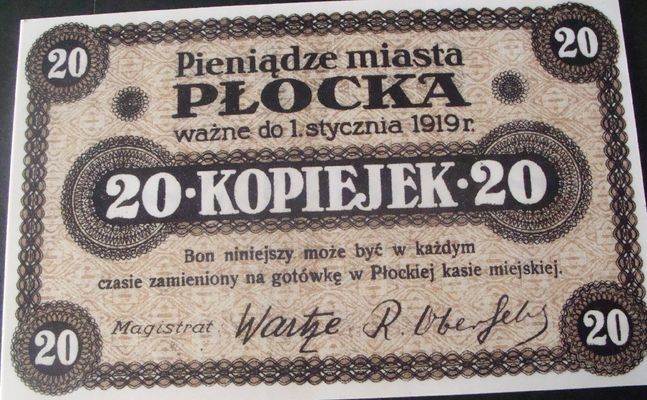 20 20
Pieniądze miasta
PŁOCKA
ważne do 1. stycznia 1919 r.
20 · KOPIEJEK · 20
Bon niniejszy może być w każdym
czasie zamieniony na gotówkę w Płockiej kasie miejskiej.
Magistrat:
20 20